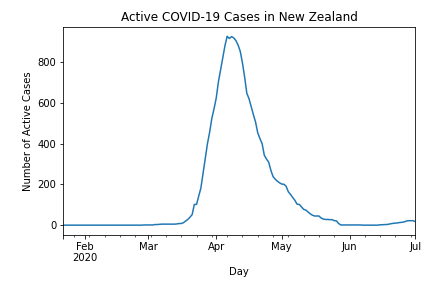 Active COVID-19 Cases in New Zealand
Number of Active Cases
800
600
400
200
0
Feb
2020
Mar
Apr
May
Jun
Jul
Day